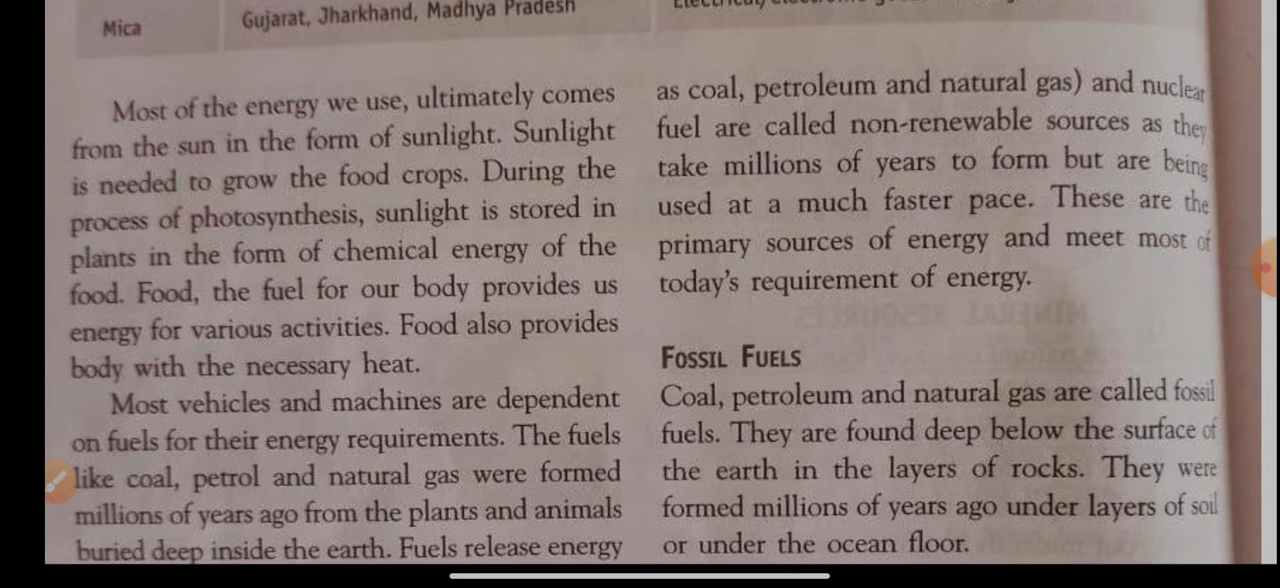 Mica
Gujarat, Jharkhand, Madhya Pradesh
Most of the energy we use, ultimately comes
from the sun in the form of sunlight. Sunlight
is needed to grow the food crops. During the
process of photosynthesis, sunlight is stored in
plants in the form of chemical energy of the
food. Food, the fuel for our body provides us
energy for various activities. Food also provides
body with the necessary heat.
Most vehicles and machines are dependent
on fuels for their energy requirements. The fuels
like coal, petrol and natural gas were formed
millions of years ago from the plants and animals
buried deep inside the earth. Fuels release energy
as coal, petroleum and natural gas) and nuclear
fuel are called non-renewable sources as they
take millions of years to form but are being
used at a much faster pace. These are the
primary sources of energy and meet most of
today's requirement of energy.
FOSSIL FUELS
Coal, petroleum and natural gas are called fossil
fuels. They are found deep below the surface of
the earth in the layers of rocks. They were
formed millions of years ago under layers of soil
or under the ocean floor.